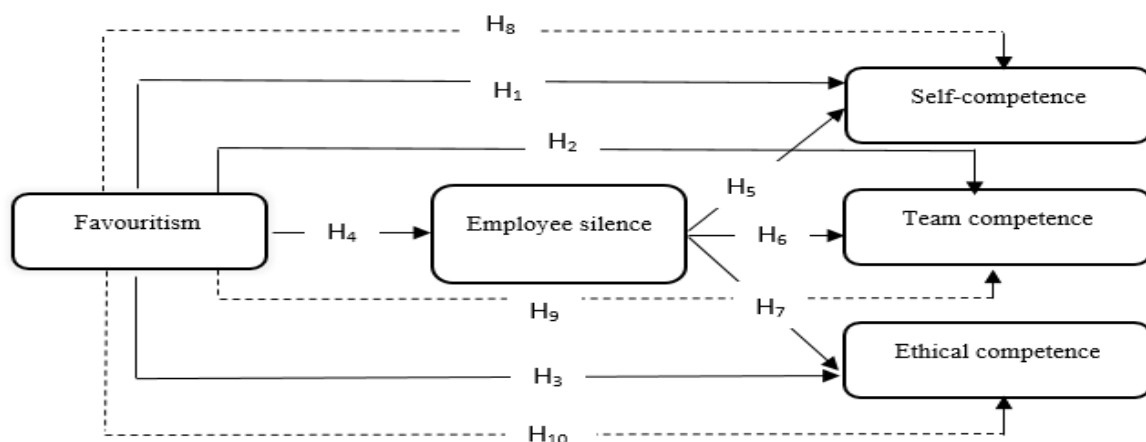 H₈
Self-competence
H₁
H₂
H₅
Favouritism
H₄
Employee silence
H₆
Team competence
H₉
H₇
Ethical competence
H₃
H₁₀